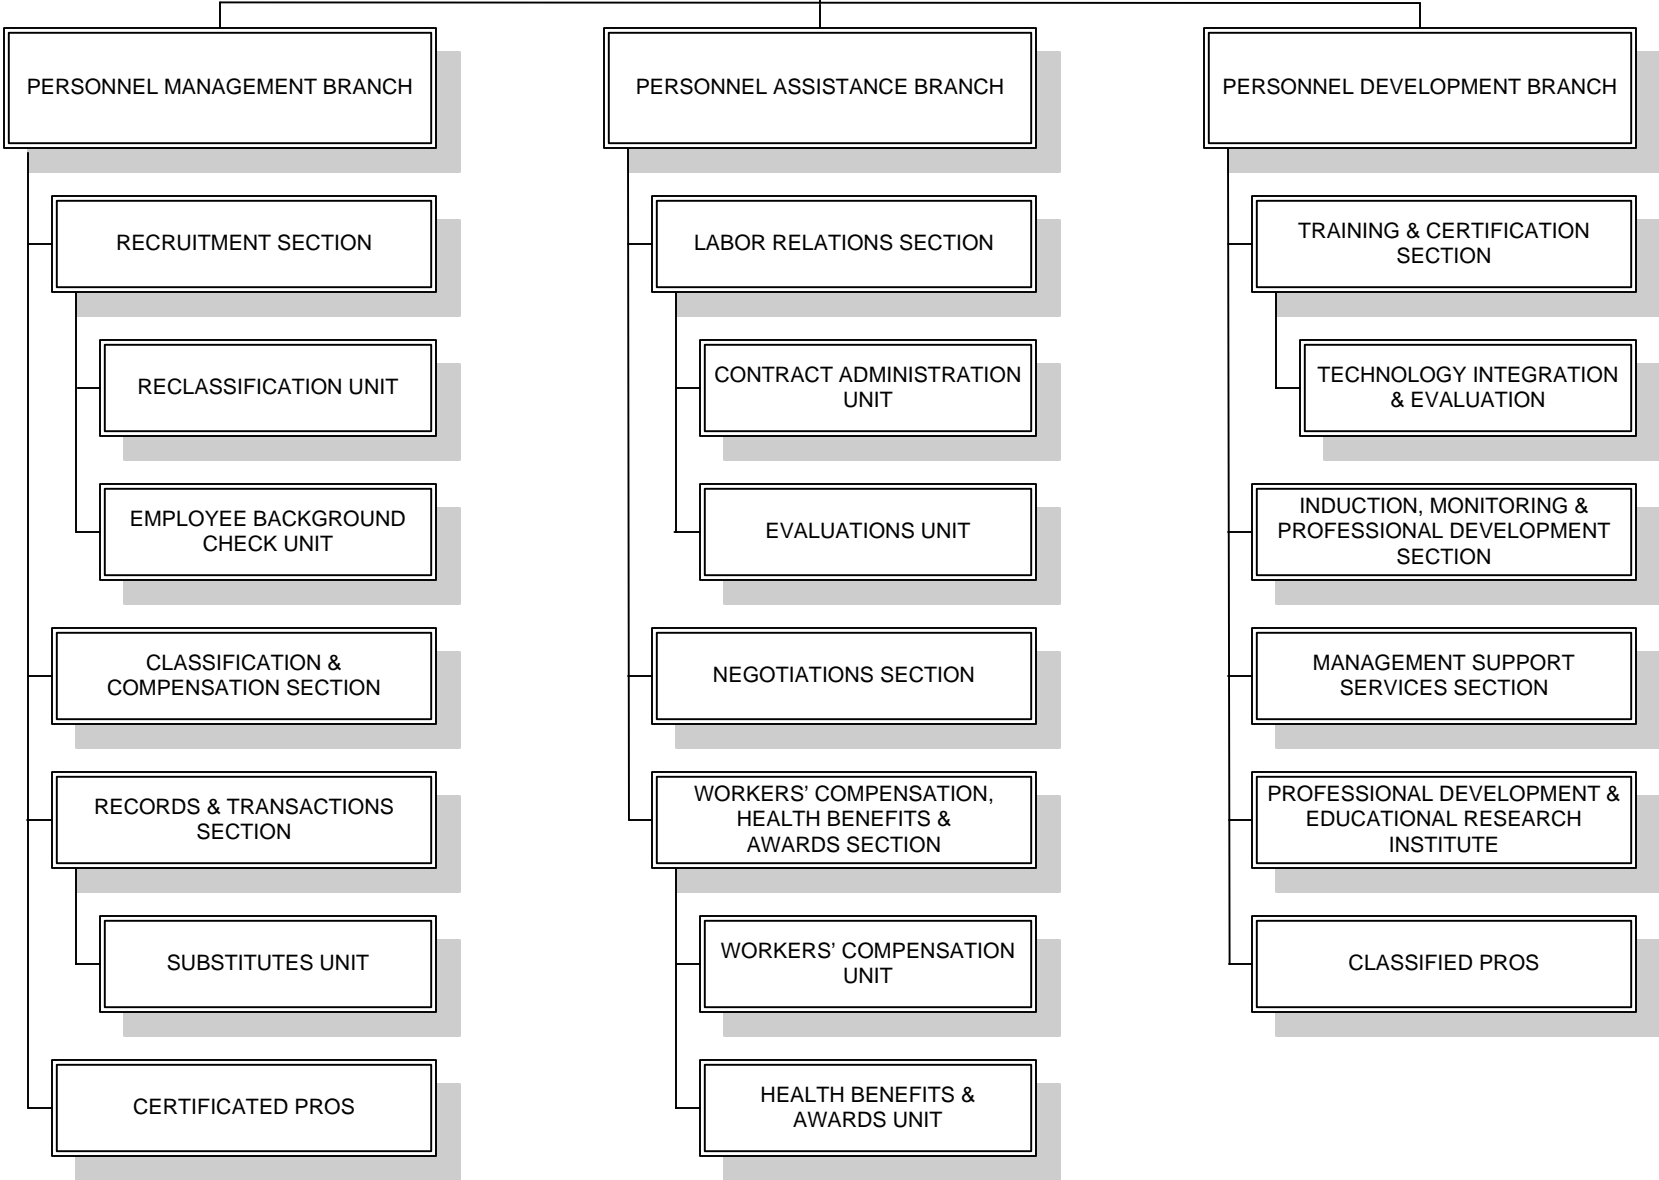 PERSONNEL MANAGEMENT BRANCH
RECRUITMENT SECTION
RECLASSIFICATION UNIT
EMPLOYEE BACKGROUND
CHECK UNIT
CLASSIFICATION &
COMPENSATION SECTION
RECORDS & TRANSACTIONS
SECTION
SUBSTITUTES UNIT
CERTIFICATED PROS
PERSONNEL ASSISTANCE BRANCH
LABOR RELATIONS SECTION
CONTRACT ADMINISTRATION
UNIT
EVALUATIONS UNIT
NEGOTIATIONS SECTION
WORKERS’ COMPENSATION,
HEALTH BENEFITS &
AWARDS SECTION
WORKERS’ COMPENSATION
UNIT
HEALTH BENEFITS &
AWARDS UNIT
PERSONNEL DEVELOPMENT BRANCH
TRAINING & CERTIFICATION
SECTION
TECHNOLOGY INTEGRATION
& EVALUATION
INDUCTION, MONITORING &
PROFESSIONAL DEVELOPMENT
SECTION
MANAGEMENT SUPPORT
SERVICES SECTION
PROFESSIONAL DEVELOPMENT &
EDUCATIONAL RESEARCH
INSTITUTE
CLASSIFIED PROS